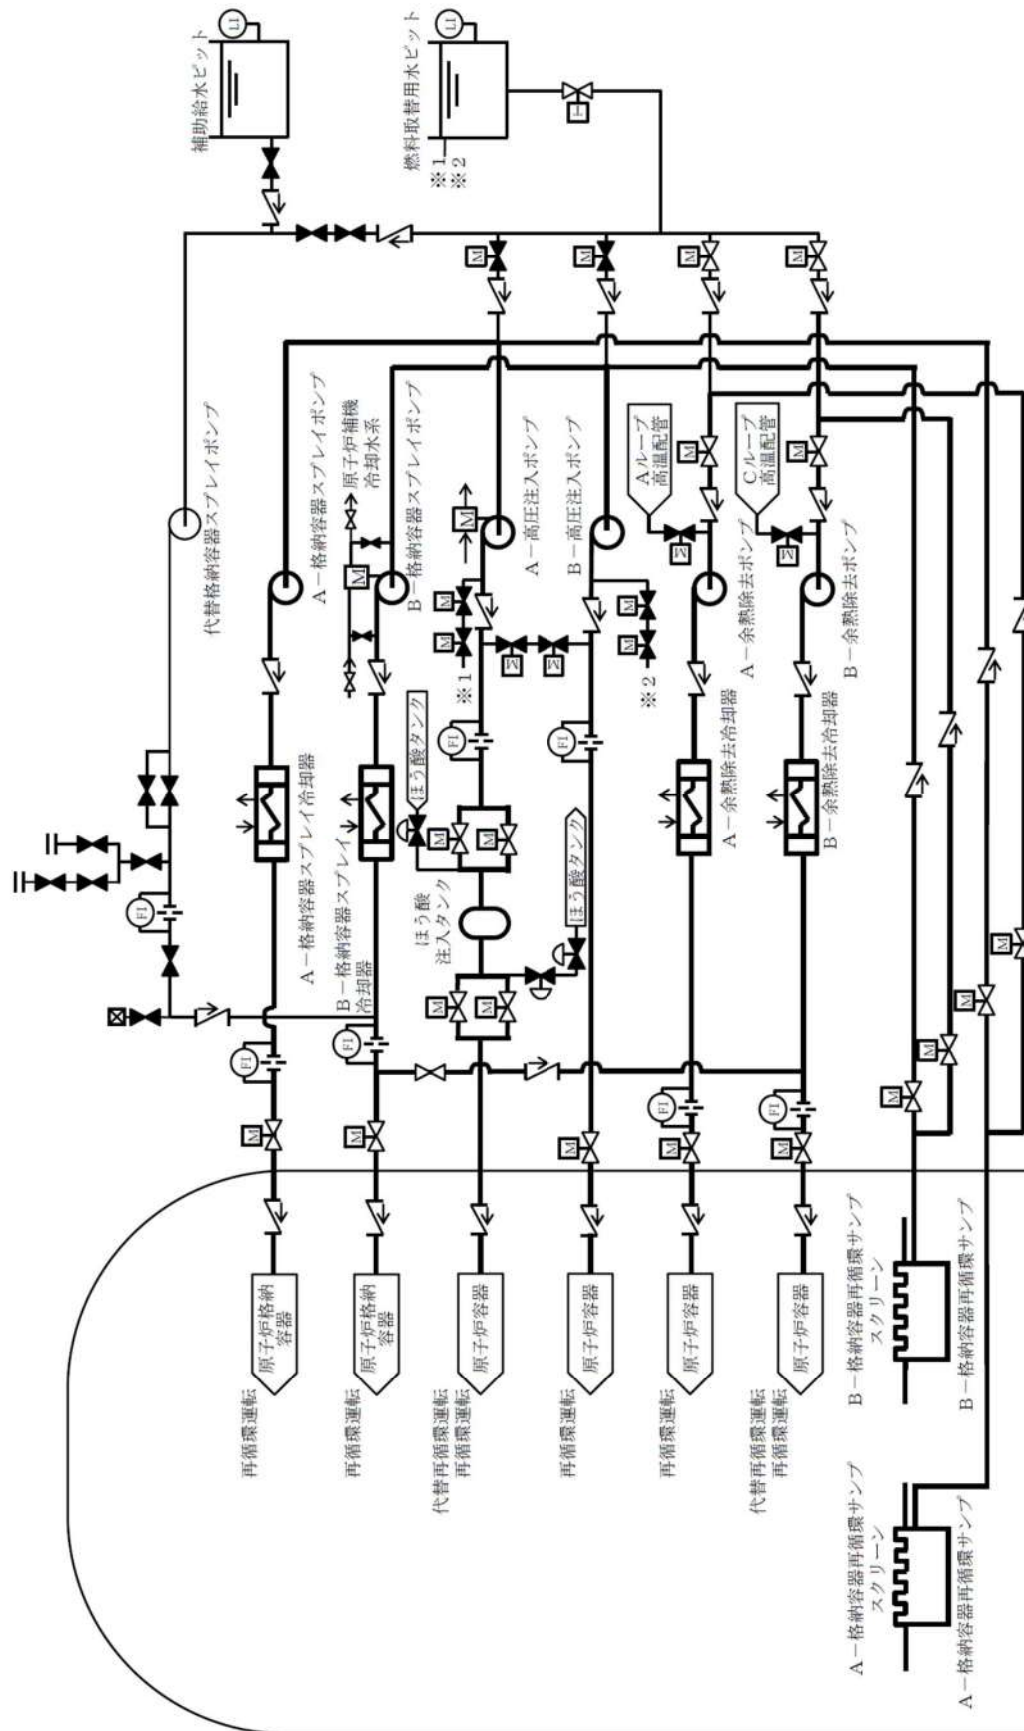 補助給水ピット
LI
燃料取替用水ピット
※1
※2
LI
H
M
M
M
M
代替格納容器スプレイポンプ
A－格納容器スプレイポンプ
原子炉補機
冷却水系
B－格納容器スプレイポンプ
M
M
A－高圧注入ポンプ
B－高圧注入ポンプ
Aループ
高温配管
M
M
A－余熱除去ポンプ
Cループ
高温配管
M
M
B－余熱除去ポンプ
M
M
※1
M
M
M
M
※2
FI
FI
FI
A－格納容器スプレイ冷却器
B－格納容器スプレイ
冷却器
ほう酸タンク
M
M
ほう酸
注入タンク
ほう酸タンク
M
M
A－余熱除去冷却器
B－余熱除去冷却器
FI
FI
FI
FI
M
M
M
M
M
M
M
M
M
原子炉格納
容器
再循環運転
原子炉格納
容器
再循環運転
原子炉容器
代替再循環運転
再循環運転
原子炉容器
再循環運転
原子炉容器
再循環運転
原子炉容器
代替再循環運転
再循環運転
B－格納容器再循環サンプ
スクリーン
B－格納容器再循環サンプ
A－格納容器再循環サンプ
スクリーン
A－格納容器再循環サンプ